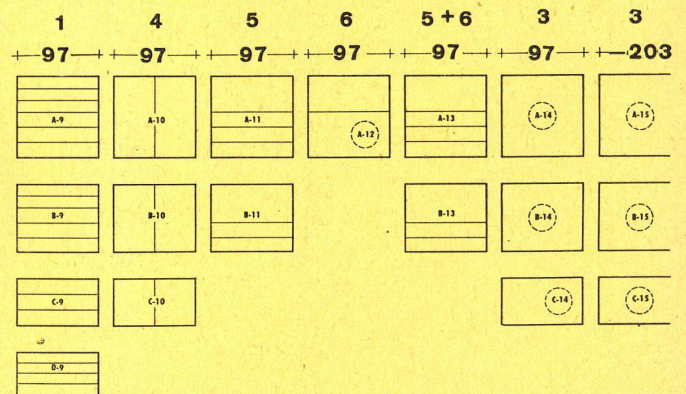 1 4 5 6 5+6 3 3
97 97 97 97 97 97 203
A-9 A-10 A-11 A-12 A-13 A-14 A-15
B-9 B-10 B-11 B-13 B-14 B-15
C-9 C-10 C-14 C-15
D-9